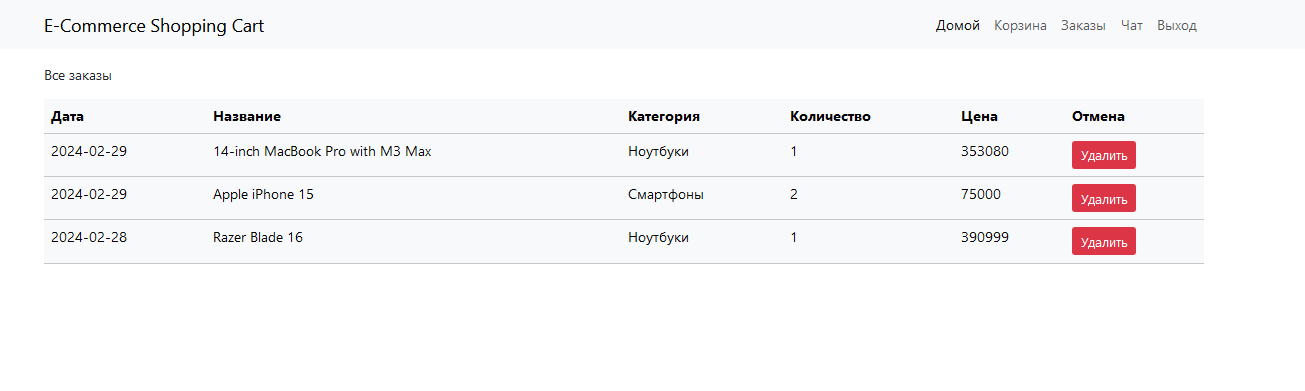 E-Commerce Shopping Cart Домой Корзина Заказы Чат Выход
Все заказы
Дата Название Категория Количество Цена Отмена
2024-02-29 14-inch MacBook Pro with M3 Max Ноутбуки 1 353080 Удалить
2024-02-29 Apple iPhone 15 Смартфоны 2 75000 Удалить
2024-02-28 Razer Blade 16 Ноутбуки 1 390999 Удалить